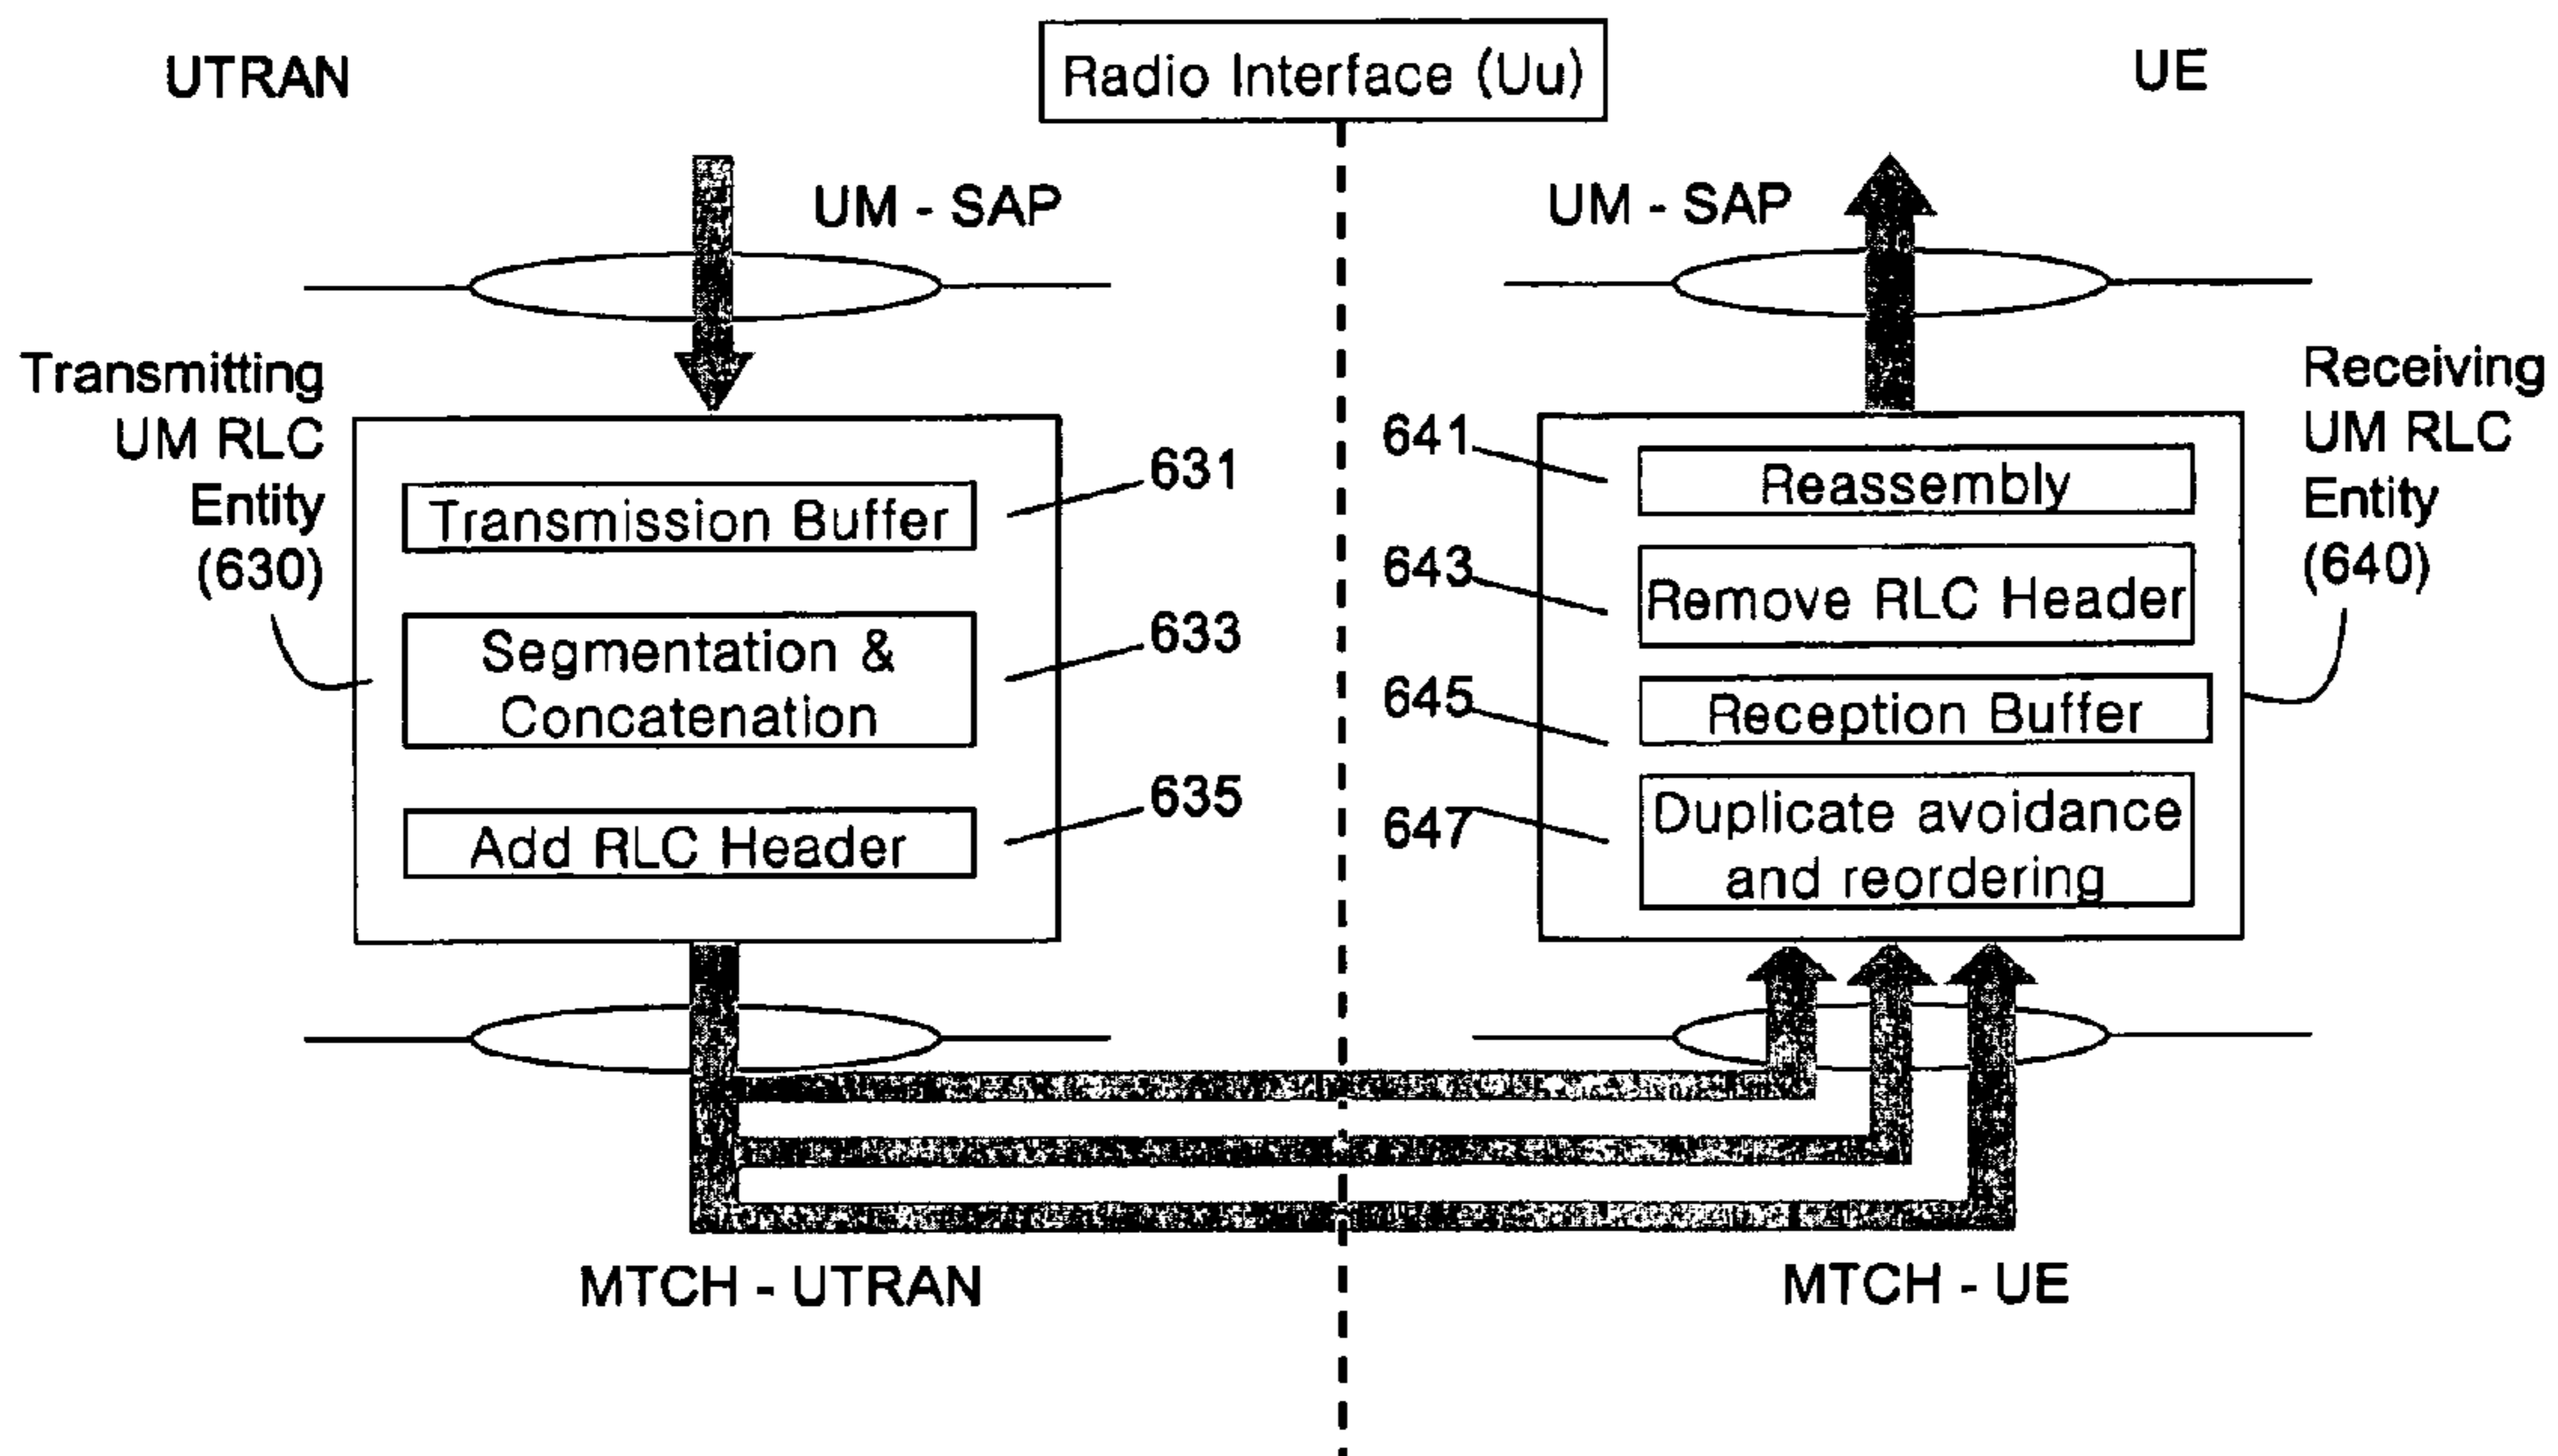 UTRAN
Radio Interface (Uu)
UE
UM - SAP
UM - SAP
Transmitting
UM RLC
Entity
(630)
631
Transmission Buffer
633
Segmentation &
Concatenation
635
Add RLC Header
641
Reassembly
643
Remove RLC Header
645
Reception Buffer
647
Duplicate avoidance
and reordering
Receiving
UM RLC
Entity
(640)
MTCH - UTRAN
MTCH - UE